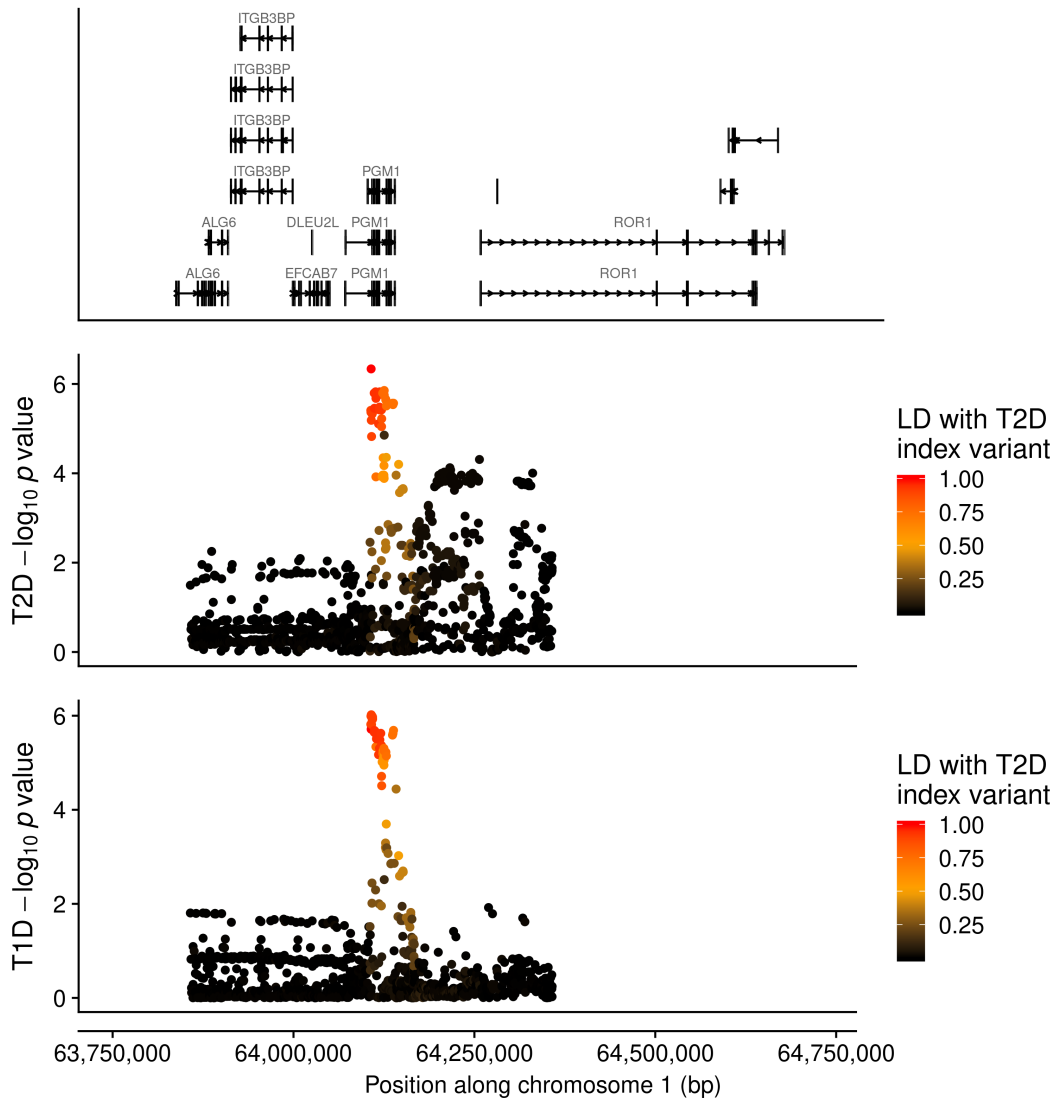 ITGB3BP
ITGB3BP
ITGB3BP
ITGB3BP
PGM1
ALG6
DLEU2L
PGM1
ROR1
ALG6
EFCAB7
PGM1
ROR1
T2D −log10 p value
6
4
2
0
LD with T2D
index variant
1.00
0.75
0.50
0.25
T1D −log10 p value
6
4
2
0
LD with T2D
index variant
1.00
0.75
0.50
0.25
63,750,000
64,000,000
64,250,000
64,500,000
64,750,000
Position along chromosome 1 (bp)